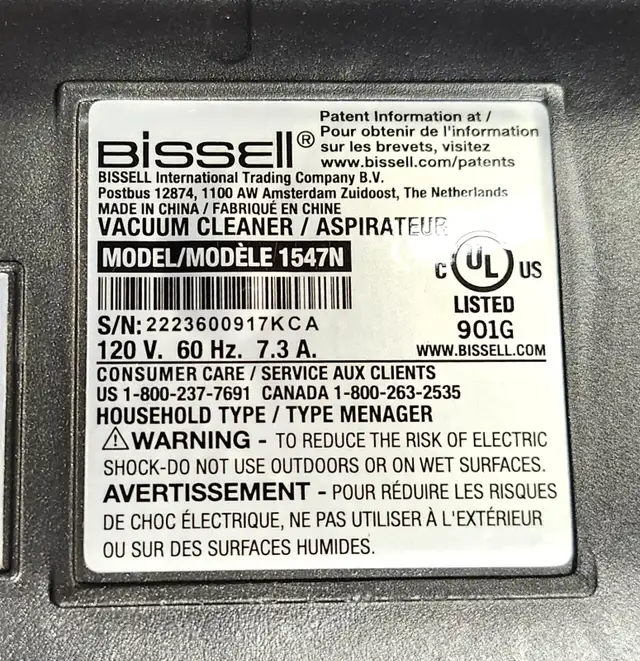 BISSELL®
Patent Information at /
Pour obtenir de l'information
sur les brevets, visitez
www.bissell.com/patents
BISSELL International Trading Company B.V.
Postbus 12874, 1100 AW Amsterdam Zuidoost, The Netherlands
MADE IN CHINA / FABRIQUÉ EN CHINE
VACUUM CLEANER / ASPIRATEUR
MODEL/MODÈLE 1547N
C UL US
LISTED
901G
S/N: 2223600917KCA
120 V. 60 Hz. 7.3 A.
WWW.BISSELL.COM
CONSUMER CARE / SERVICE AUX CLIENTS
US 1-800-237-7691 CANADA 1-800-263-2535
HOUSEHOLD TYPE / TYPE MENAGER
⚠WARNING - TO REDUCE THE RISK OF ELECTRIC
SHOCK-DO NOT USE OUTDOORS OR ON WET SURFACES.
AVERTISSEMENT - POUR RÉDUIRE LES RISQUES
DE CHOC ÉLECTRIQUE, NE PAS UTILISER À L'EXTÉRIEUR
OU SUR DES SURFACES HUMIDES.